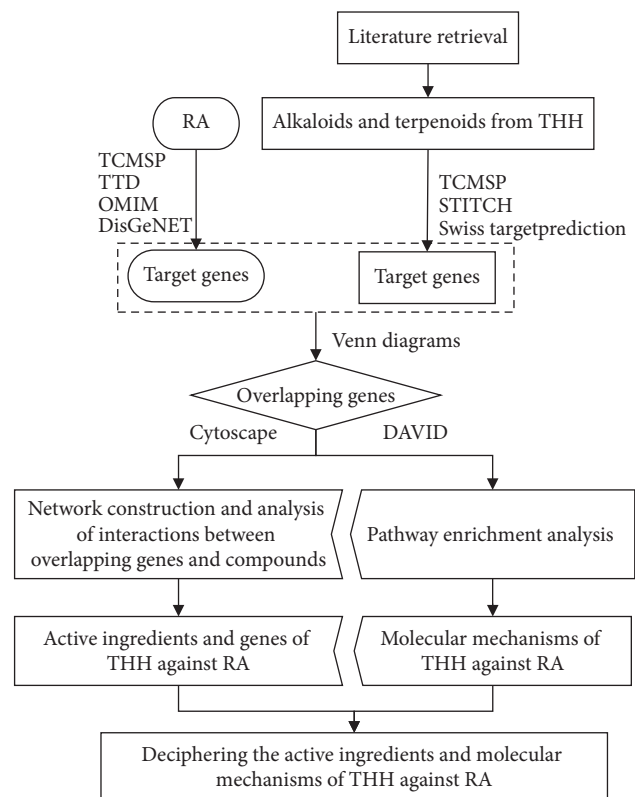 Literature retrieval
RA
Alkaloids and terpenoids from THH
TCMSP
TTD
OMIM
DisGeNET
TCMSP
STITCH
Swiss targetprediction
Target genes
Target genes
Venn diagrams
Overlapping genes
Cytoscape
DAVID
Network construction and analysis
of interactions between
overlapping genes and compounds
Pathway enrichment analysis
Active ingredients and genes of
THH against RA
Molecular mechanisms of
THH against RA
Deciphering the active ingredients and molecular
mechanisms of THH against RA